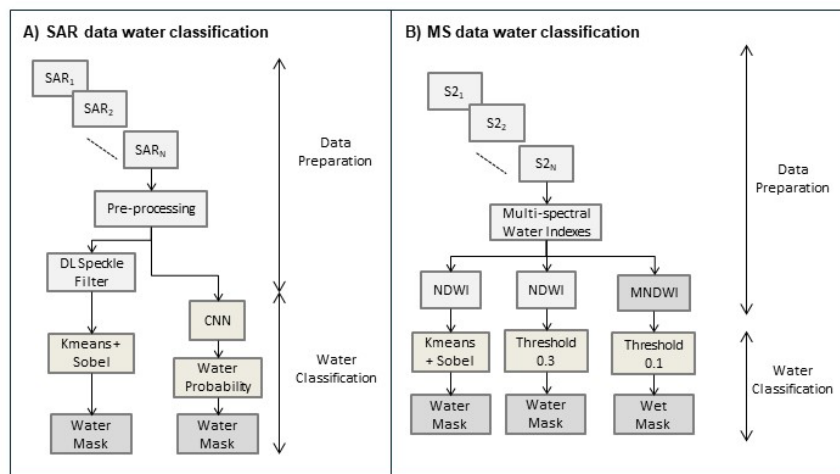 A) SAR data water classification
SAR₁
SAR₂
SAR_N
Pre-processing
DL Speckle
Filter
CNN
Kmeans+
Sobel
Water
Probability
Water
Mask
Water
Mask
Data
Preparation
Water
Classification
B) MS data water classification
S2₁
S2₂
S2_N
Multi-spectral
Water Indexes
NDWI
NDWI
MNDWI
Kmeans
+ Sobel
Threshold
0.3
Threshold
0.1
Water
Mask
Water
Mask
Wet
Mask
Data
Preparation
Water
Classification